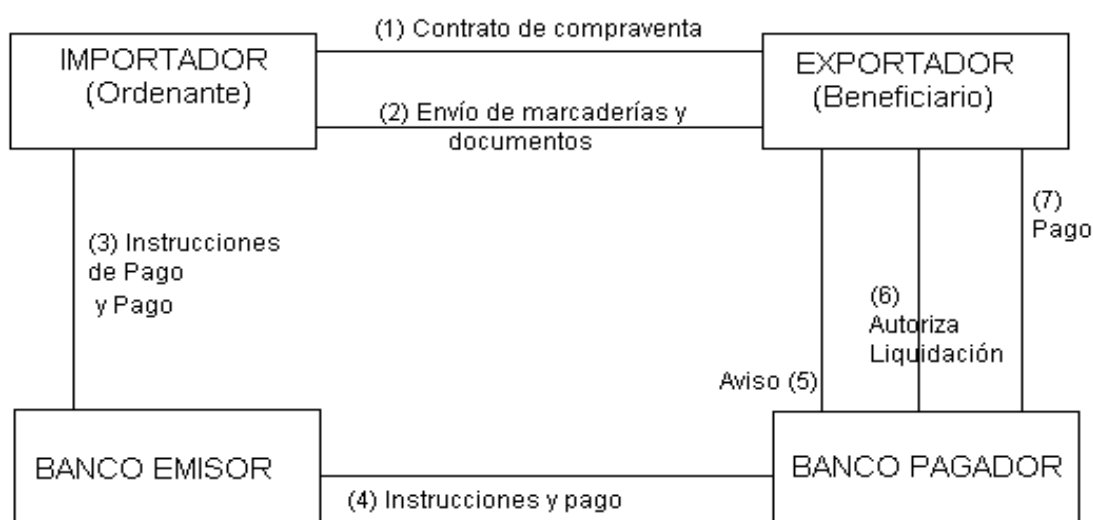 (1) Contrato de compraventa
IMPORTADOR
(Ordenante)
EXPORTADOR
(Beneficiario)
(2) Envío de marcaderías y
documentos
(3) Instrucciones
de Pago
y Pago
(7)
Pago
(6)
Autoriza
Liquidación
Aviso (5)
BANCO EMISOR
BANCO PAGADOR
(4) Instrucciones y pago